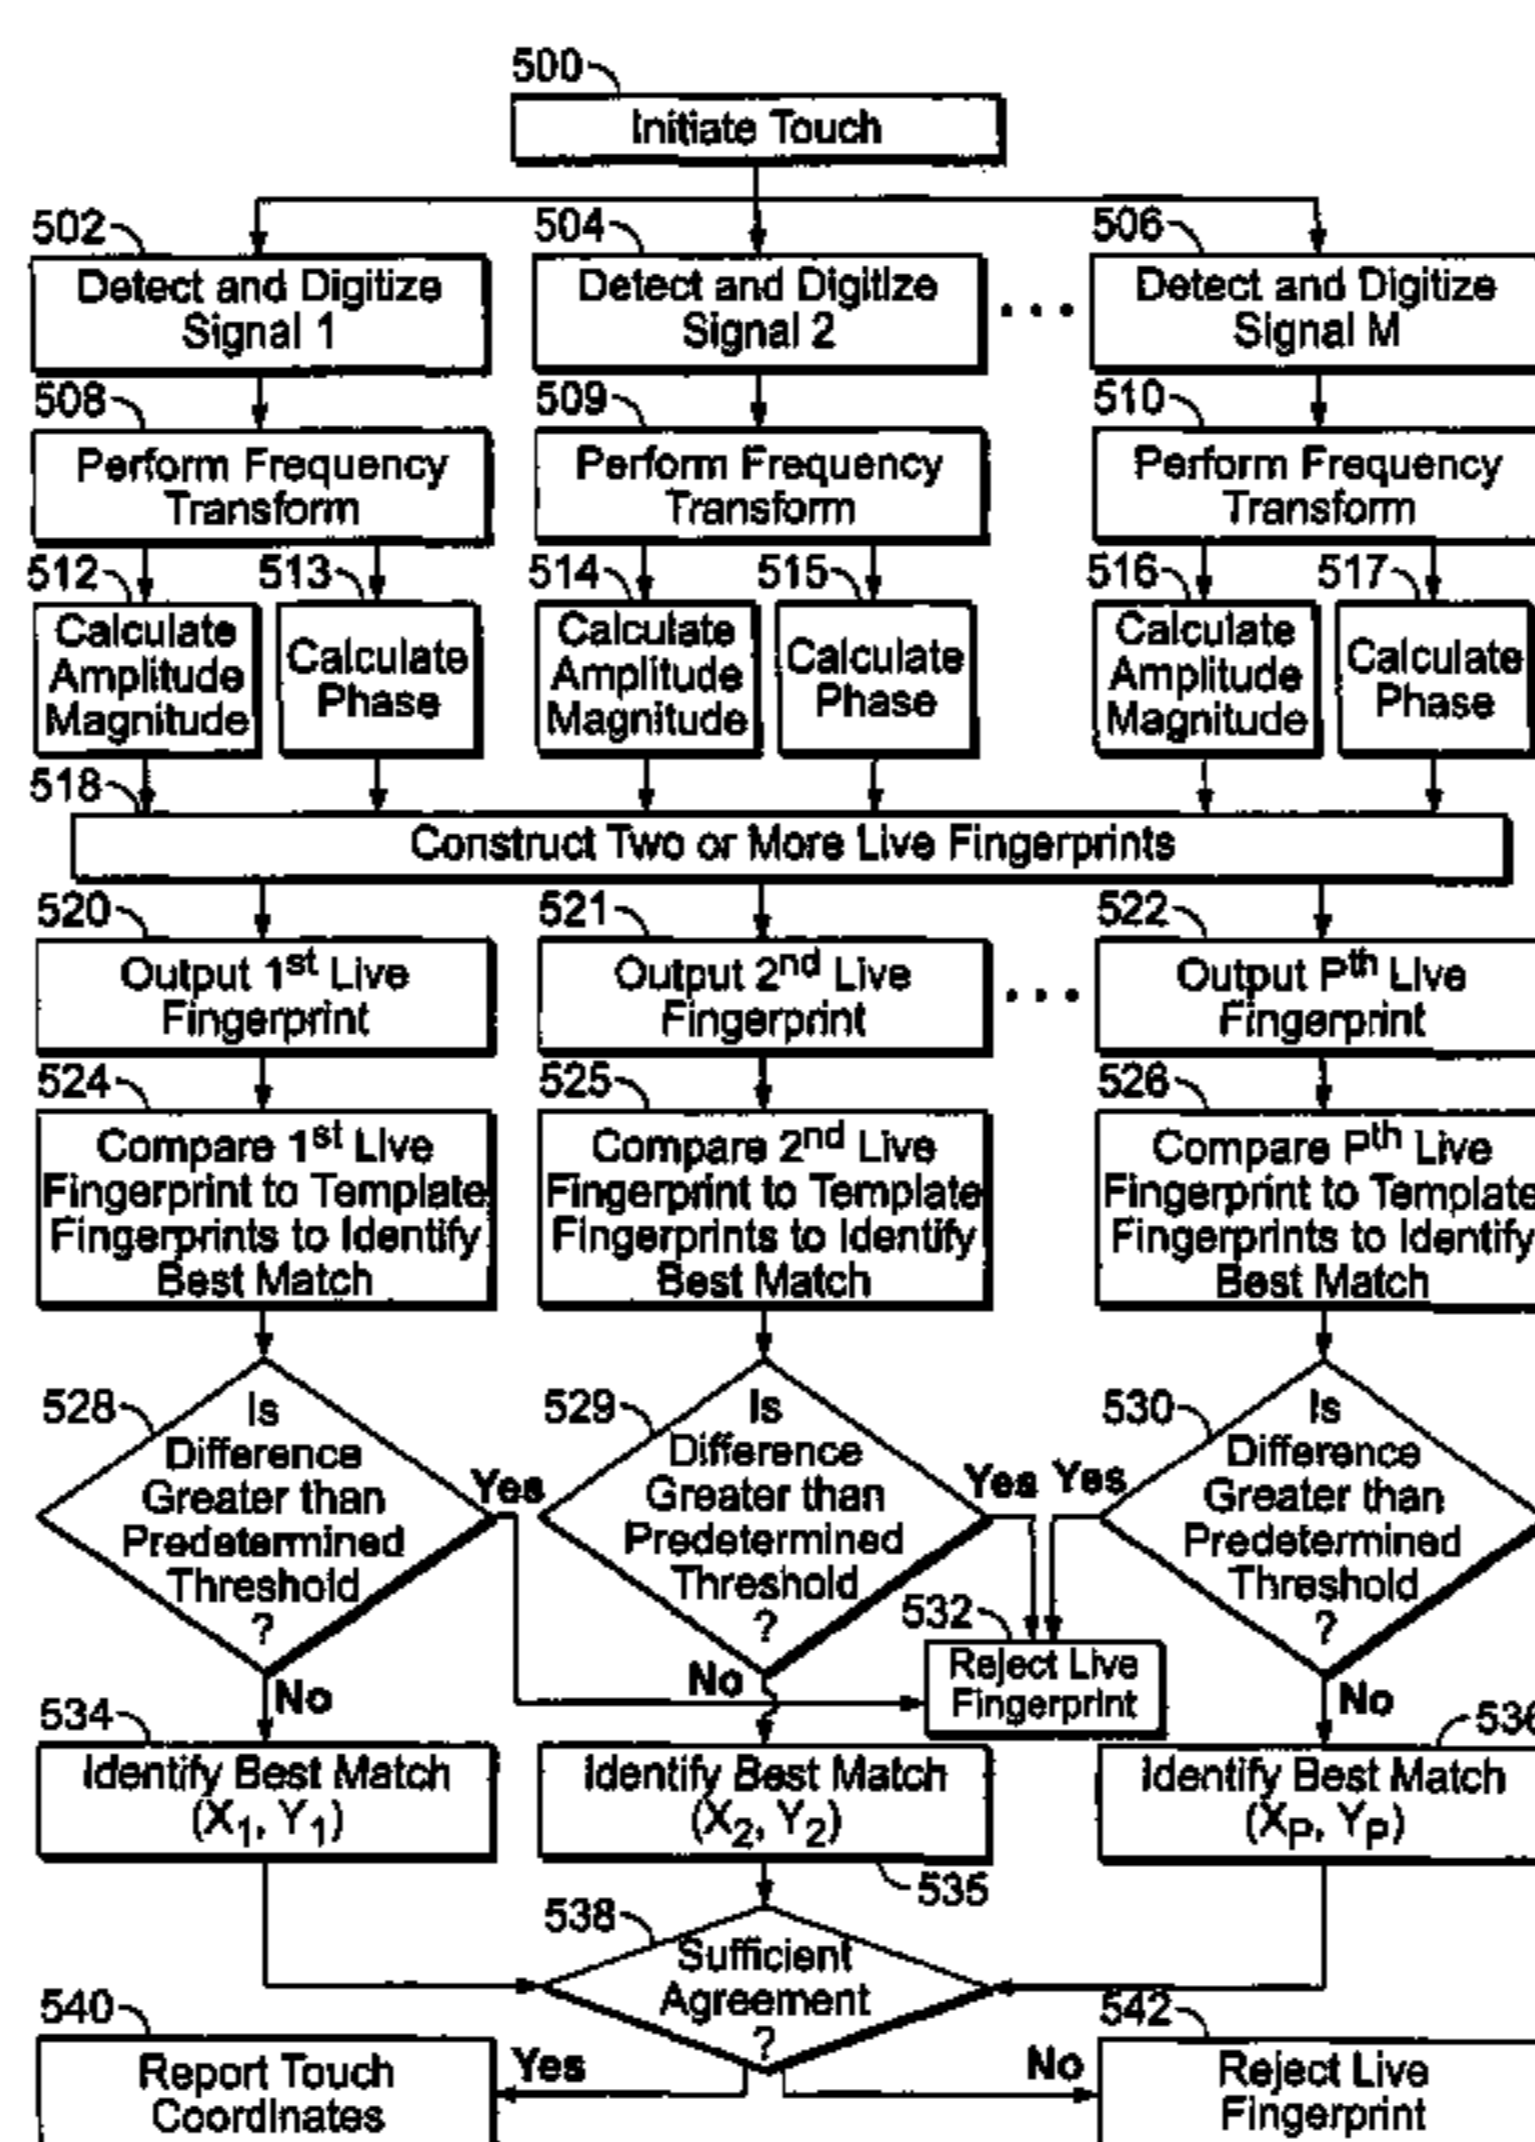 500
Initiate Touch
502
504
506
Detect and Digitize
Signal 1
Detect and Digitize
Signal 2
• • •
Detect and Digitize
Signal M
508
509
510
Perform Frequency
Transform
Perform Frequency
Transform
Perform Frequency
Transform
512
513
514
515
516
517
Calculate
Amplitude
Magnitude
Calculate
Phase
Calculate
Amplitude
Magnitude
Calculate
Phase
Calculate
Amplitude
Magnitude
Calculate
Phase
518
Construct Two or More Live Fingerprints
520
521
522
Output 1st Live
Fingerprint
Output 2nd Live
Fingerprint
• • •
Output Pth Live
Fingerprint
524
525
526
Compare 1st Live
Fingerprint to Template
Fingerprints to Identify
Best Match
Compare 2nd Live
Fingerprint to Template
Fingerprints to Identify
Best Match
Compare Pth Live
Fingerprint to Template
Fingerprints to Identify
Best Match
528
Is
Difference
Greater than
Predetermined
Threshold
?
Yes
No
529
Is
Difference
Greater than
Predetermined
Threshold
?
Yes
No
530
Is
Difference
Greater than
Predetermined
Threshold
?
Yes
No
532
Reject Live
Fingerprint
534
Identify Best Match
(X1, Y1)
Identify Best Match
(X2, Y2)
535
536
Identify Best Match
(XP, YP)
538
Sufficient
Agreement
?
Yes
No
540
Report Touch
Coordinates
542
Reject Live
Fingerprint